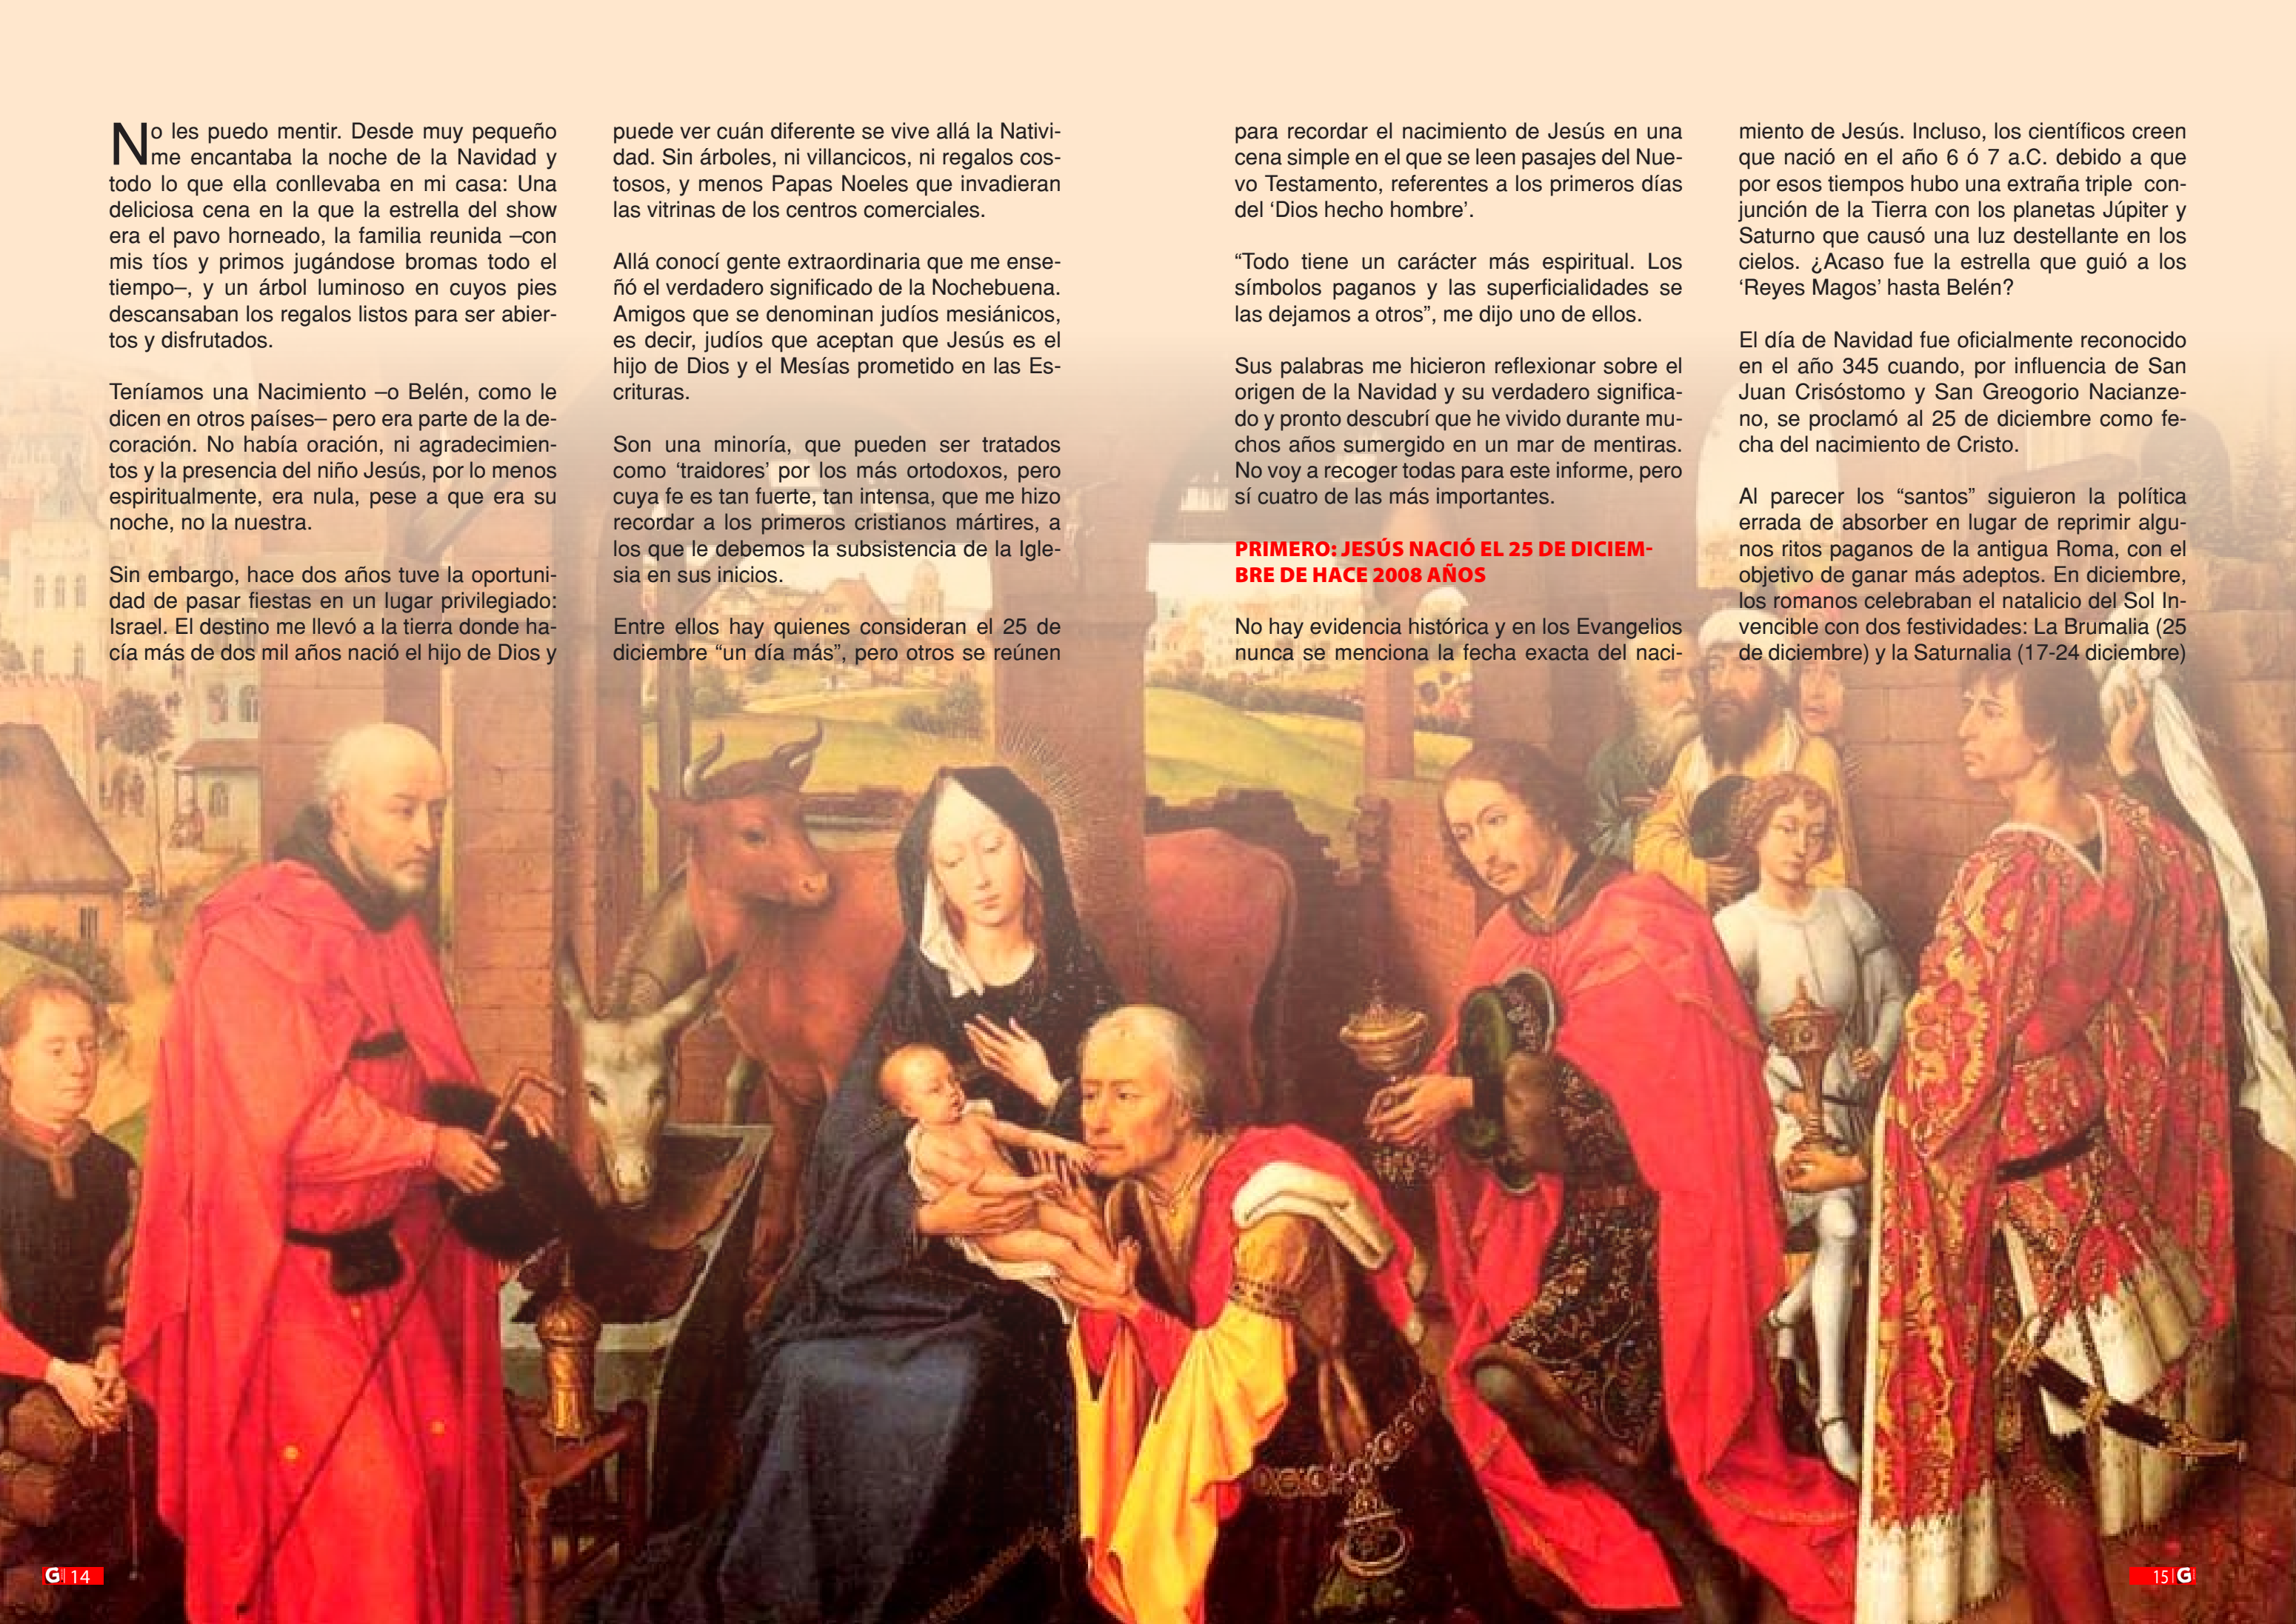 No les puedo mentir. Desde muy pequeño
me encantaba la noche de la Navidad y
todo lo que ella conllevaba en mi casa: Una
deliciosa cena en la que la estrella del show
era el pavo horneado, la familia reunida –con
mis tíos y primos jugándose bromas todo el
tiempo–, y un árbol luminoso en cuyos pies
descansaban los regalos listos para ser abier-
tos y disfrutados.
Teníamos una Nacimiento –o Belén, como le
dicen en otros países– pero era parte de la de-
coración. No había oración, ni agradecimien-
tos y la presencia del niño Jesús, por lo menos
espiritualmente, era nula, pese a que era su
noche, no la nuestra.
Sin embargo, hace dos años tuve la oportuni-
dad de pasar fiestas en un lugar privilegiado:
Israel. El destino me llevó a la tierra donde ha-
cía más de dos mil años nació el hijo de Dios y
puede ver cuán diferente se vive allá la Nativi-
dad. Sin árboles, ni villancicos, ni regalos cos-
tosos, y menos Papas Noeles que invadieran
las vitrinas de los centros comerciales.
Allá conocí gente extraordinaria que me ense-
ñó el verdadero significado de la Nochebuena.
Amigos que se denominan judíos mesiánicos,
es decir, judíos que aceptan que Jesús es el
hijo de Dios y el Mesías prometido en las Es-
crituras.
Son una minoría, que pueden ser tratados
como ‘traidores’ por los más ortodoxos, pero
cuya fe es tan fuerte, tan intensa, que me hizo
recordar a los primeros cristianos mártires, a
los que le debemos la subsistencia de la Igle-
sia en sus inicios.
Entre ellos hay quienes consideran el 25 de
diciembre “un día más”, pero otros se reúnen
para recordar el nacimiento de Jesús en una
cena simple en el que se leen pasajes del Nue-
vo Testamento, referentes a los primeros días
del ‘Dios hecho hombre’.
“Todo tiene un carácter más espiritual. Los
símbolos paganos y las superficialidades se
las dejamos a otros”, me dijo uno de ellos.
Sus palabras me hicieron reflexionar sobre el
origen de la Navidad y su verdadero significa-
do y pronto descubrí que he vivido durante mu-
chos años sumergido en un mar de mentiras.
No voy a recoger todas para este informe, pero
sí cuatro de las más importantes.
PRIMERO: JESÚS NACIÓ EL 25 DE DICIEM-
BRE DE HACE 2008 AÑOS
No hay evidencia histórica y en los Evangelios
nunca se menciona la fecha exacta del naci-
miento de Jesús. Incluso, los científicos creen
que nació en el año 6 ó 7 a.C. debido a que
por esos tiempos hubo una extraña triple con-
junción de la Tierra con los planetas Júpiter y
Saturno que causó una luz destellante en los
cielos. ¿Acaso fue la estrella que guió a los
‘Reyes Magos’ hasta Belén?
El día de Navidad fue oficialmente reconocido
en el año 345 cuando, por influencia de San
Juan Crisóstomo y San Greogorio Nacianze-
no, se proclamó al 25 de diciembre como fe-
cha del nacimiento de Cristo.
Al parecer los “santos” siguieron la política
errada de absorber en lugar de reprimir algu-
nos ritos paganos de la antigua Roma, con el
objetivo de ganar más adeptos. En diciembre,
los romanos celebraban el natalicio del Sol In-
vencible con dos festividades: La Brumalia (25
de diciembre) y la Saturnalia (17-24 diciembre)
G| 14
15|G